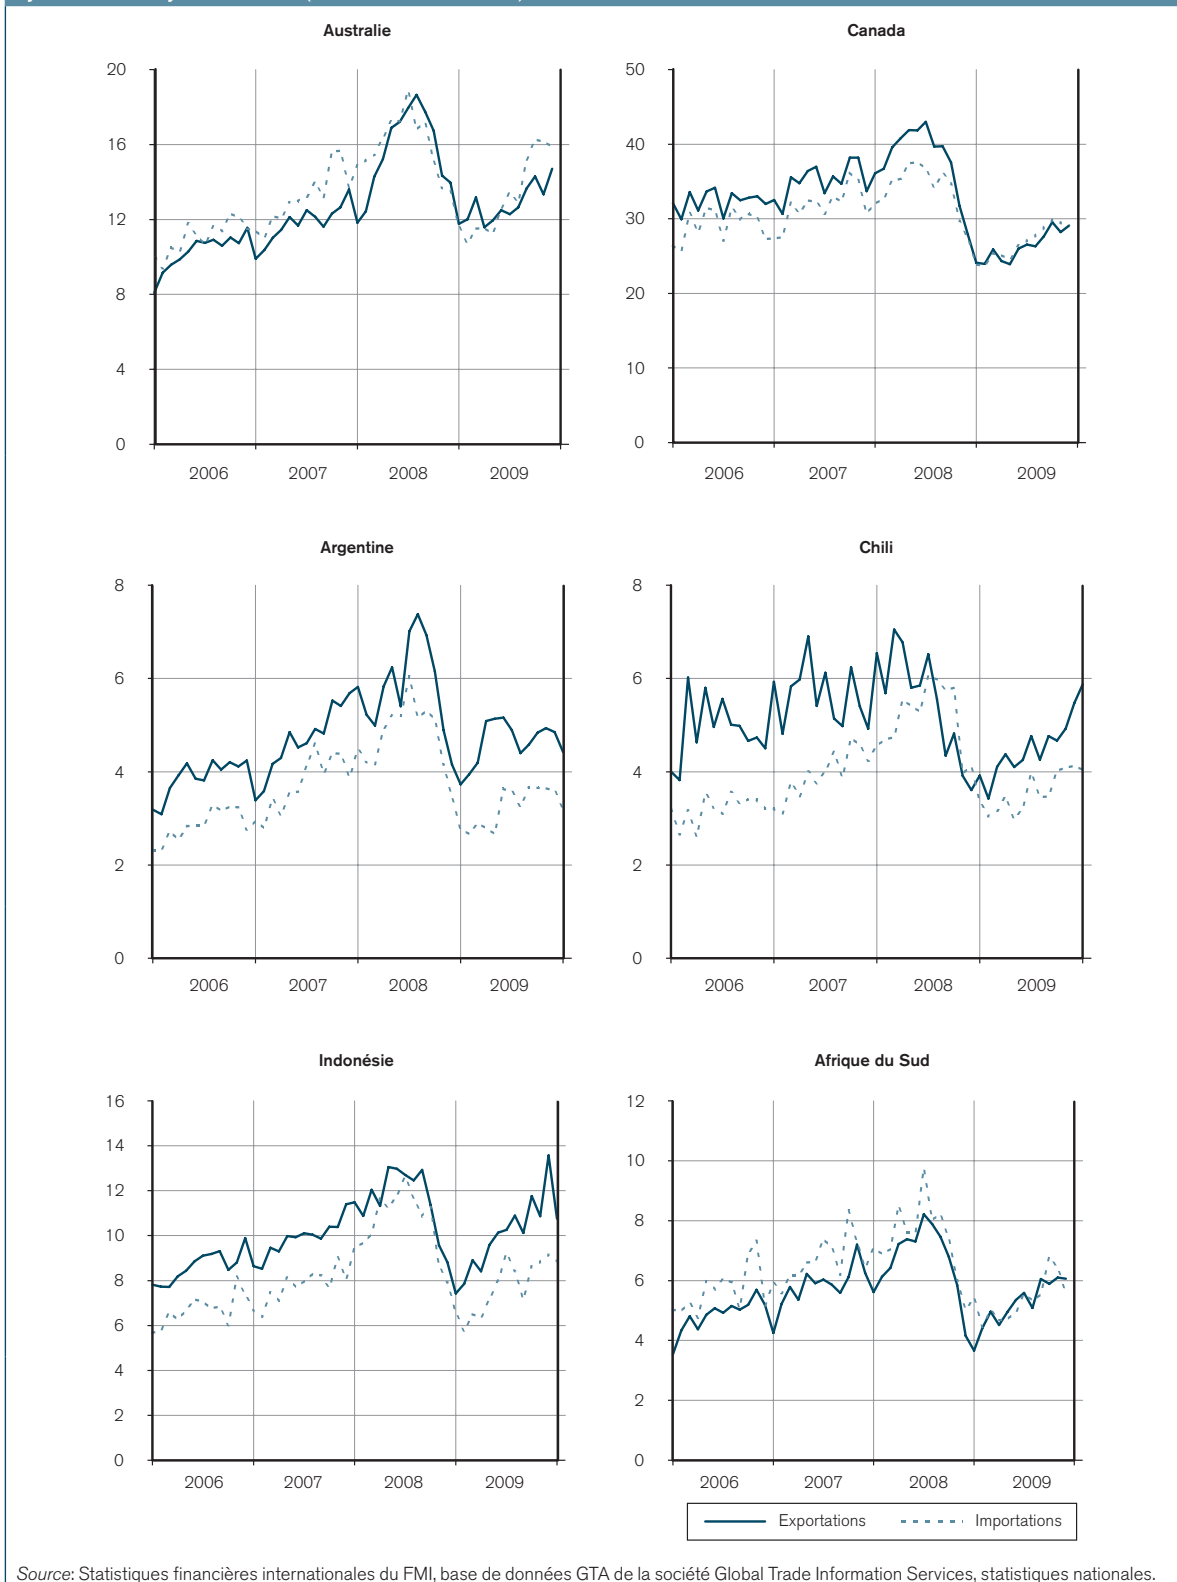 Australie
20
16
12
8
4
0
2006 2007 2008 2009
Canada
50
40
30
20
10
0
2006 2007 2008 2009
Argentine
8
6
4
2
0
2006 2007 2008 2009
Chili
8
6
4
2
0
2006 2007 2008 2009
Indonésie
16
14
12
10
8
6
4
2
0
2006 2007 2008 2009
Afrique du Sud
12
10
8
6
4
2
0
2006 2007 2008 2009
Exportations Importations
Source: Statistiques financières internationales du FMI, base de données GTA de la société Global Trade Information Services, statistiques nationales.